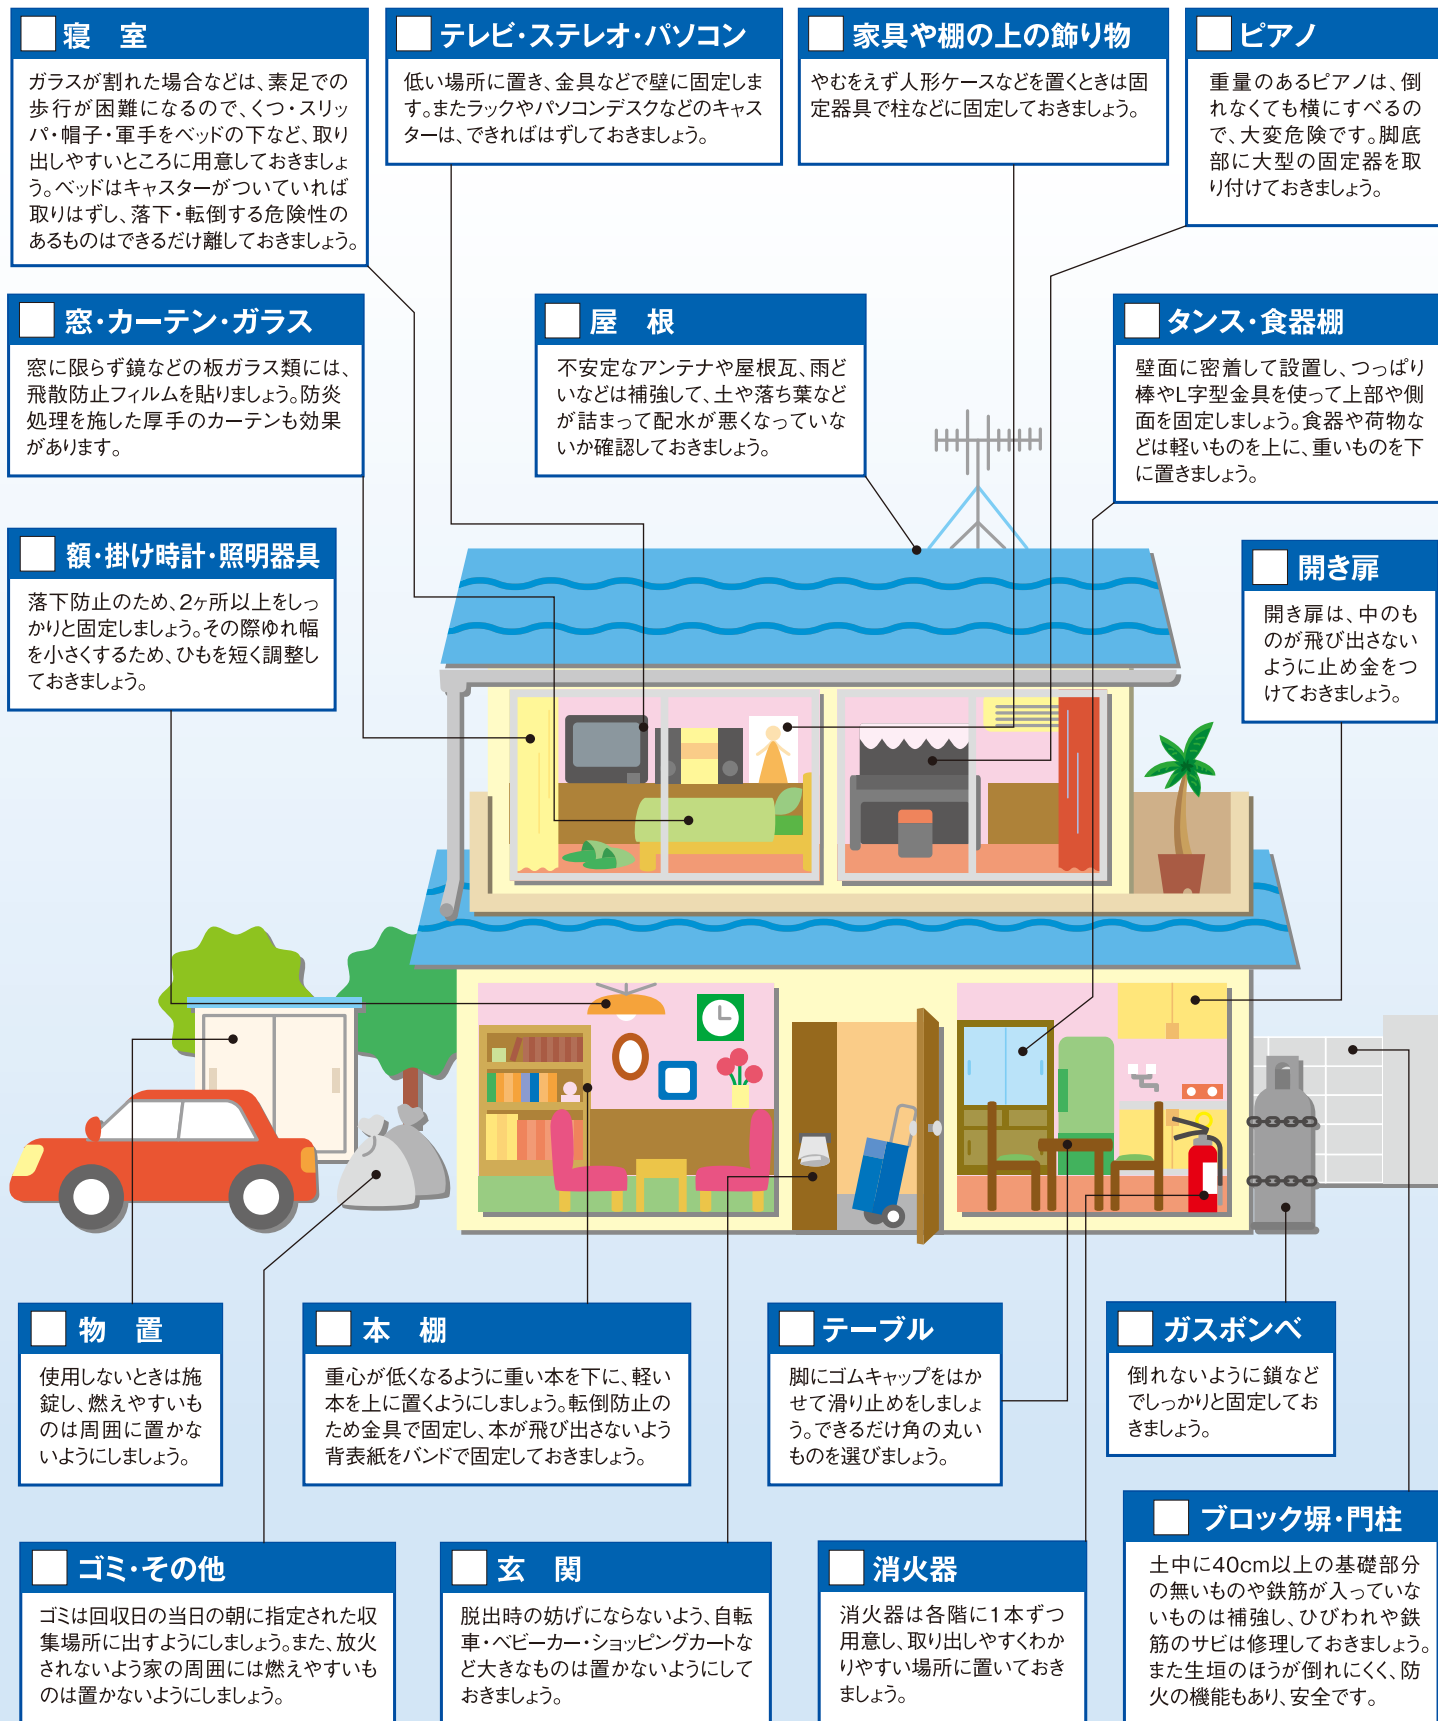 寝　室
ガラスが割れた場合などは、素足での
歩行が困難になるので、くつ・スリッ
パ・帽子・軍手をベッドの下など、取り
出しやすいところに用意しておきましょ
う。ベッドはキャスターがついていれば
取りはずし、落下・転倒する危険性の
あるものはできるだけ離しておきましょう。
テレビ・ステレオ・パソコン
低い場所に置き、金具などで壁に固定しま
す。またラックやパソコンデスクなどのキャス
ターは、できればはずしておきましょう。
家具や棚の上の飾り物
やむをえず人形ケースなどを置くときは固
定器具で柱などに固定しておきましょう。
ピアノ
重量のあるピアノは、倒
れなくても横にすべるの
で、大変危険です。脚底
部に大型の固定器を取
り付けておきましょう。
窓・カーテン・ガラス
窓に限らず鏡などの板ガラス類には、
飛散防止フィルムを貼りましょう。防炎
処理を施した厚手のカーテンも効果
があります。
屋　根
不安定なアンテナや屋根瓦、雨ど
いなどは補強して、土や落ち葉など
が詰まって配水が悪くなっていな
いか確認しておきましょう。
タンス・食器棚
壁面に密着して設置し、つっぱり
棒やL字型金具を使って上部や側
面を固定しましょう。食器や荷物な
どは軽いものを上に、重いものを下
に置きましょう。
額・掛け時計・照明器具
落下防止のため、2ヶ所以上をしっ
かりと固定しましょう。その際ゆれ幅
を小さくするため、ひもを短く調整し
ておきましょう。
開き扉
開き扉は、中のも
のが飛び出さない
ように止め金をつ
けておきましょう。
物　置
使用しないときは施
錠し、燃えやすいも
のは周囲に置かな
いようにしましょう。
本　棚
重心が低くなるように重い本を下に、軽い
本を上に置くようにしましょう。転倒防止の
ため金具で固定し、本が飛び出さないよう
背表紙をバンドで固定しておきましょう。
テーブル
脚にゴムキャップをはか
せて滑り止めをしましょ
う。できるだけ角の丸い
ものを選びましょう。
ガスボンベ
倒れないように鎖など
でしっかりと固定してお
きましょう。
ゴミ・その他
ゴミは回収日の当日の朝に指定された収
集場所に出すようにしましょう。また、放火
されないよう家の周囲には燃えやすいも
のは置かないようにしましょう。
玄　関
脱出時の妨げにならないよう、自転
車・ベビーカー・ショッピングカートな
ど大きなものは置かないようにして
おきましょう。
消火器
消火器は各階に1本ずつ
用意し、取り出しやすくわか
りやすい場所に置いておき
ましょう。
ブロック塀・門柱
土中に40cm以上の基礎部分
の無いものや鉄筋が入っていな
いものは補強し、ひびわれや鉄
筋のサビは修理しておきましょう。
また生垣のほうが倒れにくく、防
火の機能もあり、安全です。